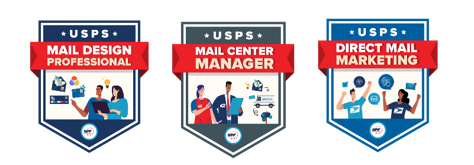 ★ USPS ★
MAIL DESIGN
PROFESSIONAL
★ USPS ★
MAIL CENTER
MANAGER
★ USPS ★
DIRECT MAIL
MARKETING